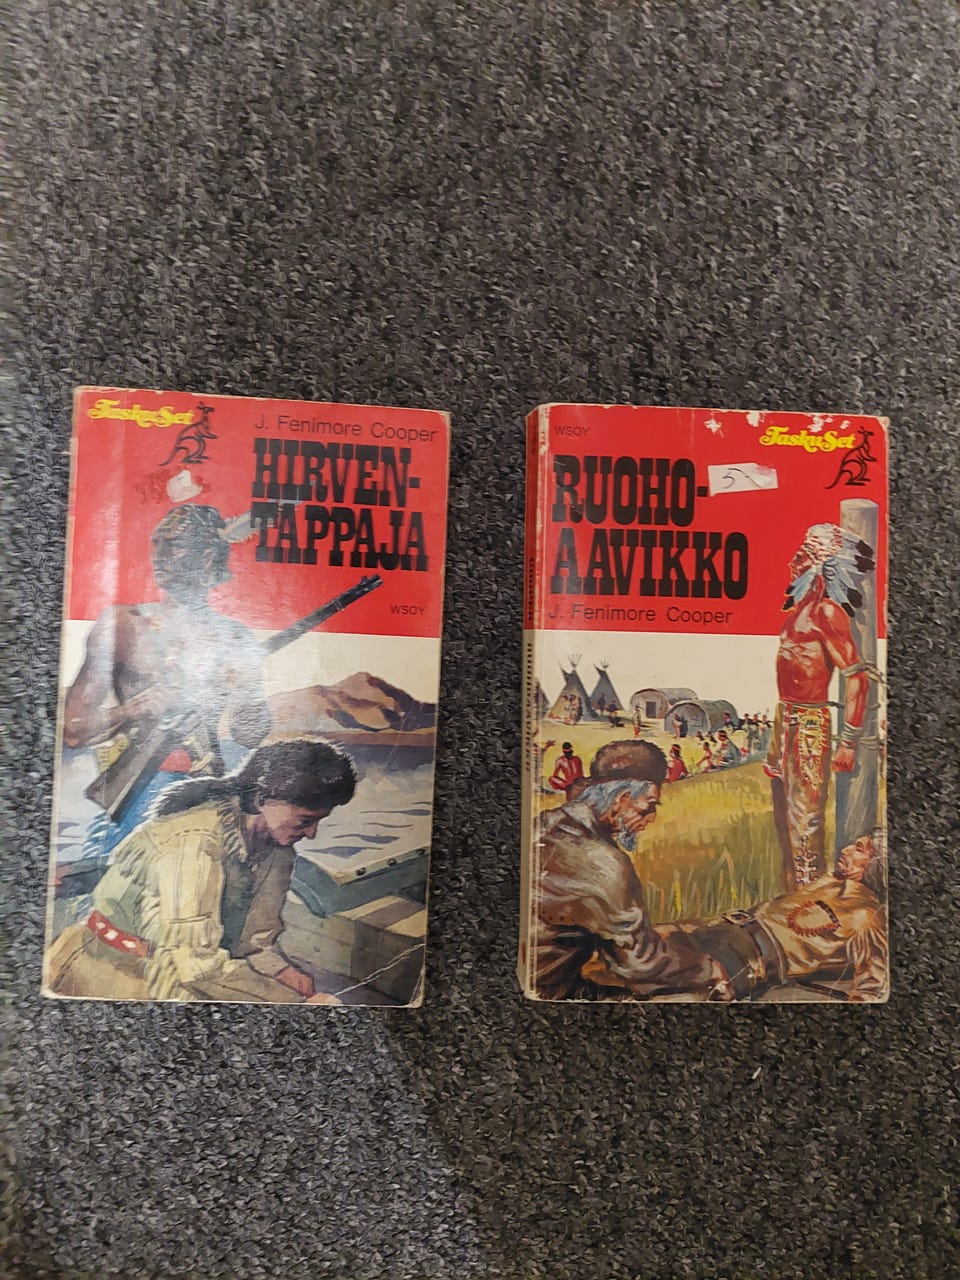 TaskuSet
J. Fenimore Cooper
HIRVEN-
TAPPAJA
WSOY
WSOY
TaskuSet
RUOHO-
5-
AAVIKKO
J. Fenimore Cooper